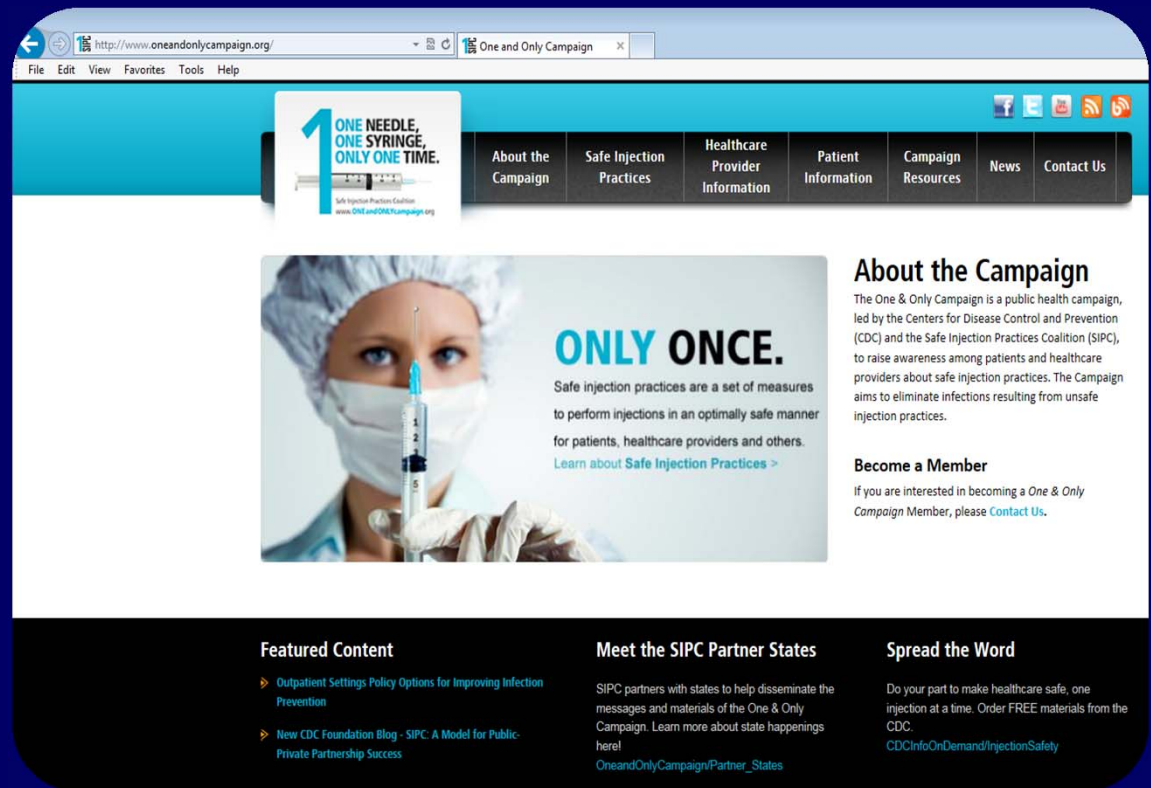 http://www.oneandonlycampaign.org/
One and Only Campaign
File Edit View Favorites Tools Help
1 ONE NEEDLE,
ONE SYRINGE,
ONLY ONE TIME.
Safe Injection Practices Coalition
www.ONEandONLYcampaign.org
About the
Campaign
Safe Injection
Practices
Healthcare
Provider
Information
Patient
Information
Campaign
Resources
News
Contact Us
ONLY ONCE.
Safe injection practices are a set of measures
to perform injections in an optimally safe manner
for patients, healthcare providers and others.
Learn about Safe Injection Practices >
1
2
3
5
About the Campaign
The One & Only Campaign is a public health campaign,
led by the Centers for Disease Control and Prevention
(CDC) and the Safe Injection Practices Coalition (SIPC),
to raise awareness among patients and healthcare
providers about safe injection practices. The Campaign
aims to eliminate infections resulting from unsafe
injection practices.
Become a Member
If you are interested in becoming a One & Only
Campaign Member, please Contact Us.
Featured Content
Outpatient Settings Policy Options for Improving Infection
Prevention
New CDC Foundation Blog - SIPC: A Model for Public-
Private Partnership Success
Meet the SIPC Partner States
SIPC partners with states to help disseminate the
messages and materials of the One & Only
Campaign. Learn more about state happenings
here!
OneandOnlyCampaign/Partner_States
Spread the Word
Do your part to make healthcare safe, one
injection at a time. Order FREE materials from the
CDC.
CDCInfoOnDemand/InjectionSafety